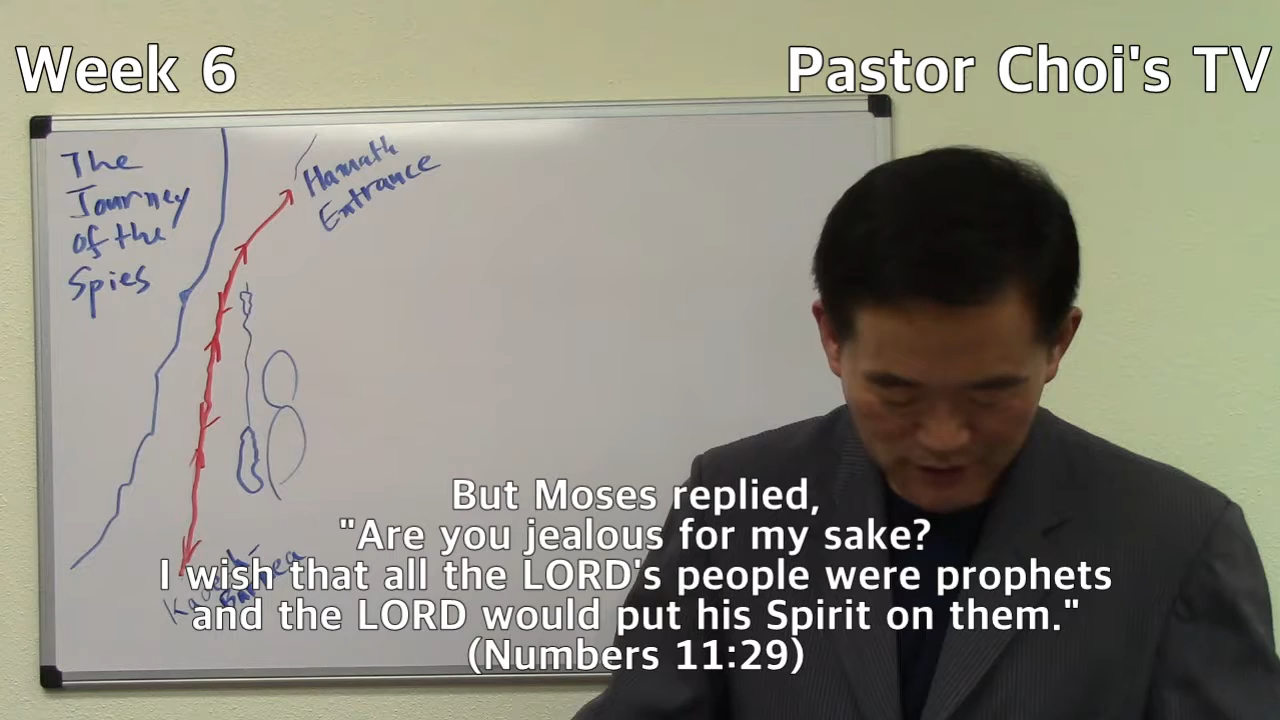 Week 6
Pastor Choi's TV
The
Journey
of the
Spies
Hamath
Entrance
Kadesh-
Barnea
But Moses replied,
"Are you jealous for my sake?
I wish that all the LORD's people were prophets
and the LORD would put his Spirit on them."
(Numbers 11:29)